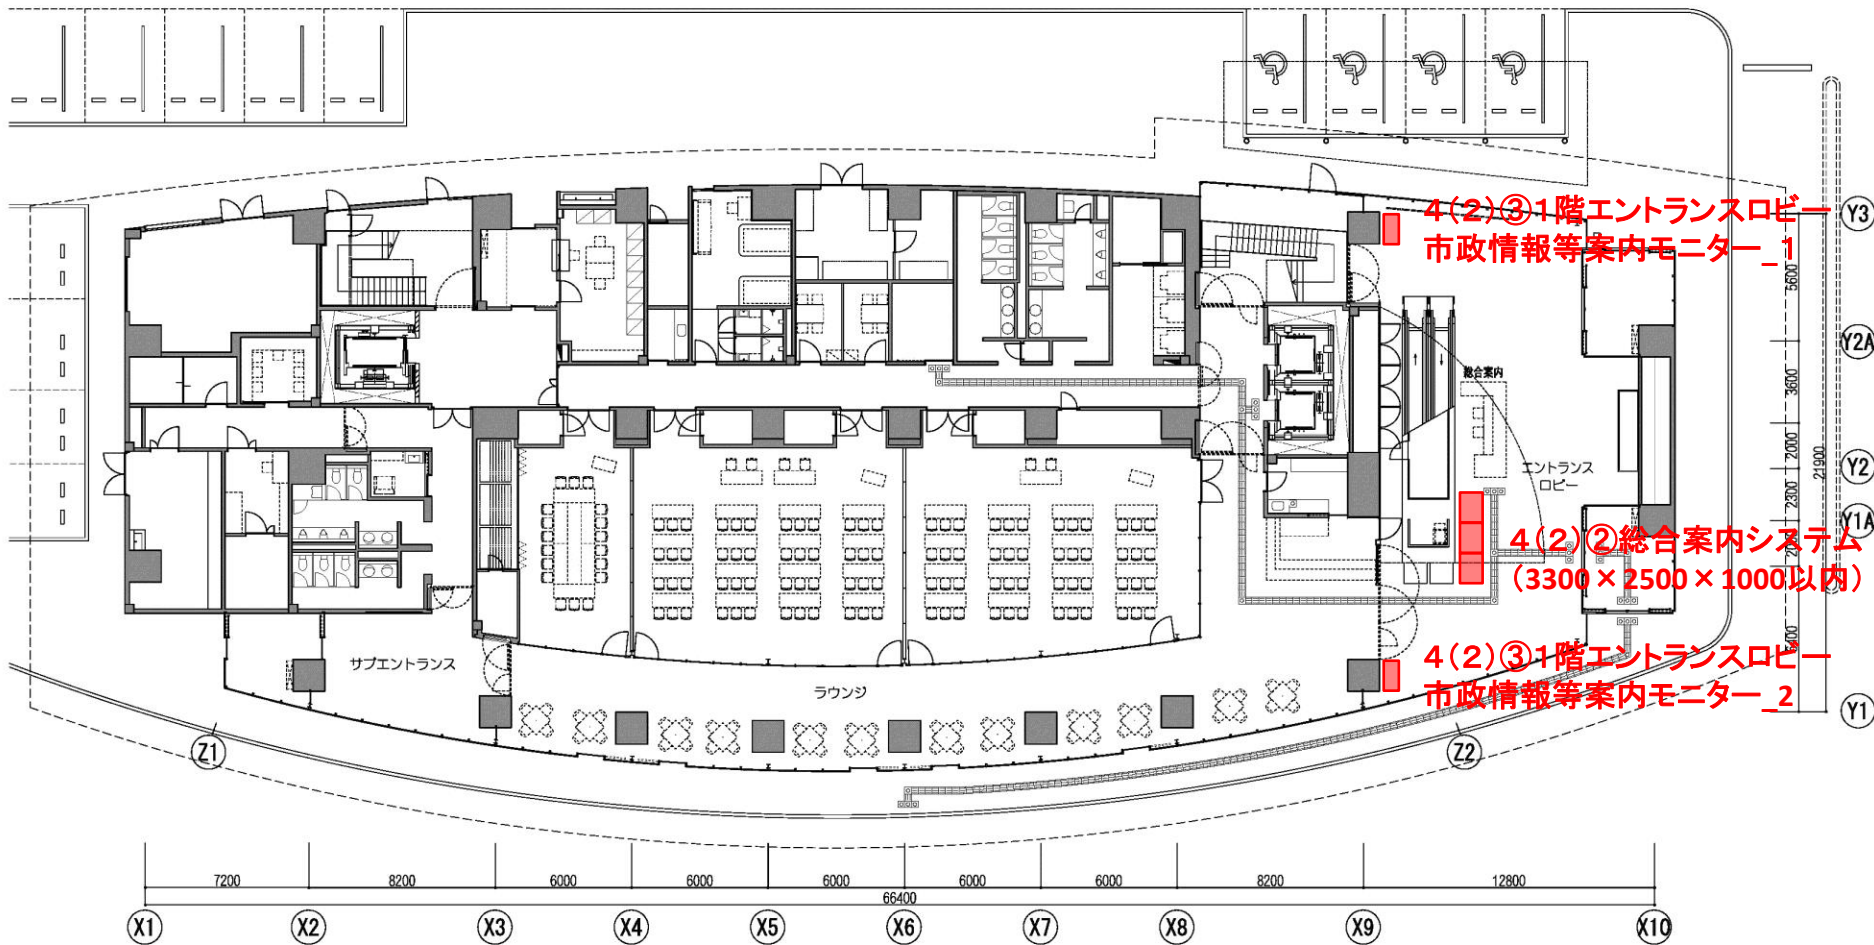 4(2)③1階エントランスロビー
市政情報等案内モニター_1
Y3
5600
Y2A
3600
総合案内
2000
21900
Y2
エントランス
ロビー
2300
Y1A
4(2)②総合案内システム
(3300×2500×1000以内)
4(2)③1階エントランスロビー
市政情報等案内モニター_2
Y1
サブエントランス
ラウンジ
Z1
Z2
7200
8200
6000
6000
6000
6000
6000
8200
12800
66400
X1
X2
X3
X4
X5
X6
X7
X8
X9
X10